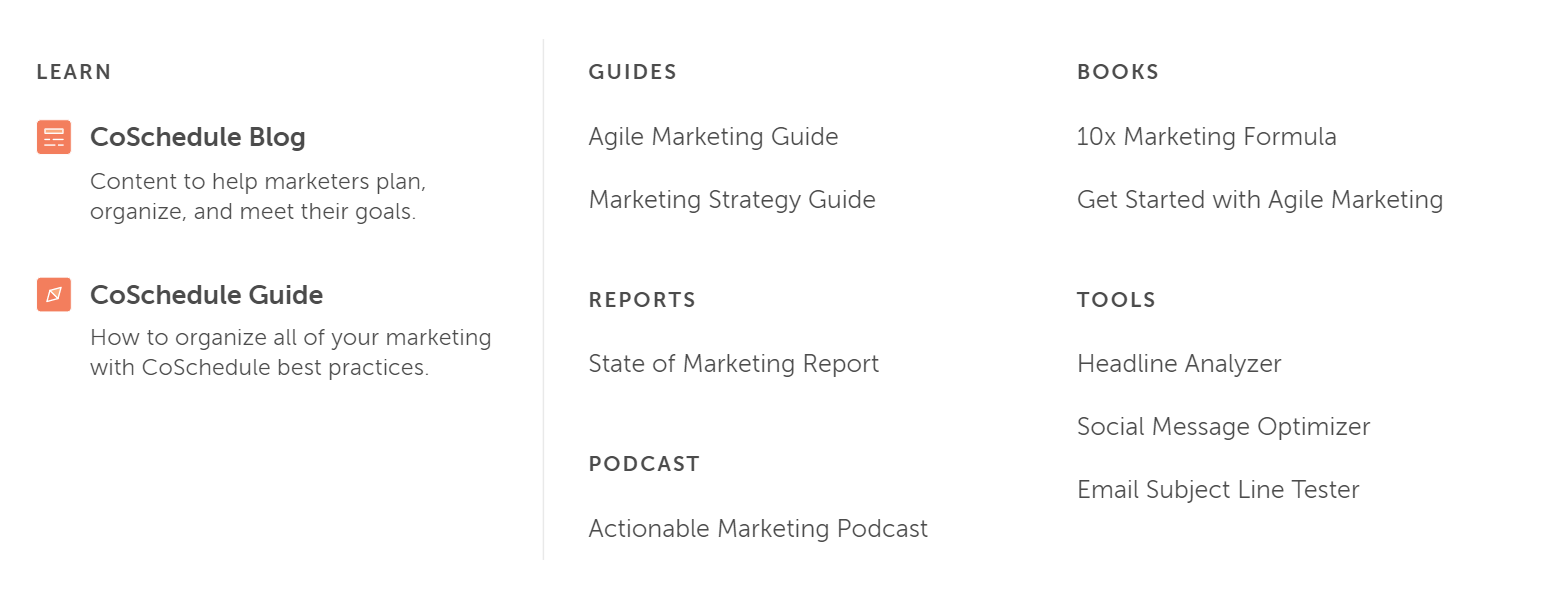 LEARN
CoSchedule Blog
Content to help marketers plan,
organize, and meet their goals.
CoSchedule Guide
How to organize all of your marketing
with CoSchedule best practices.
GUIDES
Agile Marketing Guide
Marketing Strategy Guide
REPORTS
State of Marketing Report
PODCAST
Actionable Marketing Podcast
BOOKS
10x Marketing Formula
Get Started with Agile Marketing
TOOLS
Headline Analyzer
Social Message Optimizer
Email Subject Line Tester